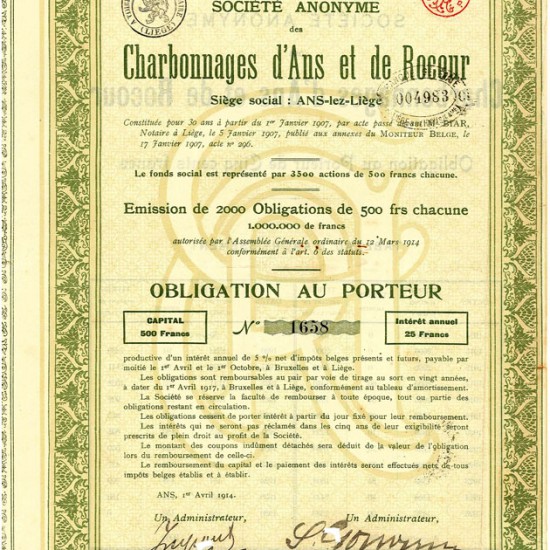 SOCIÉTÉ ANONYME
des
Charbonnages d'Ans et de Rocour
Siège social : ANS-lez-Liège
004983
Constituée pour 30 ans à partir du 1er Janvier 1907, par acte passé devant Me BIAR,
Notaire à Liège, le 5 Janvier 1907, publié aux annexes du MONITEUR BELGE, le
17 Janvier 1907, acte no 296.
Le fonds social est représenté par 3500 actions de 500 francs chacune.
Emission de 2000 Obligations de 500 frs chacune
1.000.000 de francs
autorisée par l'Assemblée Générale ordinaire du 12 Mars 1914
conformément à l'art. 6 des statuts.
OBLIGATION AU PORTEUR
CAPITAL
500 Francs
No 1658
Intérêt annuel
25 Francs
productive d'un intérêt annuel de 5 % net d'impôts belges présents et futurs, payable par
moitié le 1er Avril et le 1er Octobre, à Bruxelles et à Liège.
Les obligations sont remboursables au pair par voie de tirage au sort en vingt années,
à dater du 1er Avril 1917, à Bruxelles et à Liège, conformément au tableau d'amortissement.
La Société se réserve la faculté de rembourser à toute époque, tout ou partie des
obligations restant en circulation.
Les obligations cessent de porter intérêt à partir du jour fixé pour leur remboursement.
Les intérêts qui ne seront pas réclamés dans les cinq ans de leur exigibilité seront
prescrits de plein droit au profit de la Société.
Le montant des coupons indûment détachés sera déduit de la valeur de l'obligation
lors du remboursement de celle-ci.
Le remboursement du capital et le paiement des intérêts seront effectués nets de tous
impôts belges établis et à établir.
ANS, 1er Avril 1914.
Un Administrateur,
Un Administrateur,